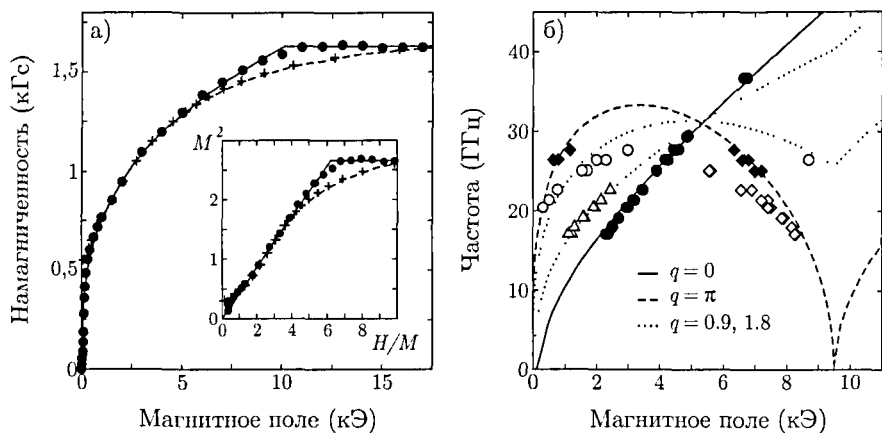 а)
Намагниченность (кГс)
1,5
1
0,5
0
0
5
10
15
Магнитное поле (кЭ)
M²
4
2
0
0
2
4
6
8
H/M
б)
Частота (ГГц)
40
30
20
10
0
0
2
4
6
8
10
Магнитное поле (кЭ)
q = 0
q = π
q = 0.9, 1.8